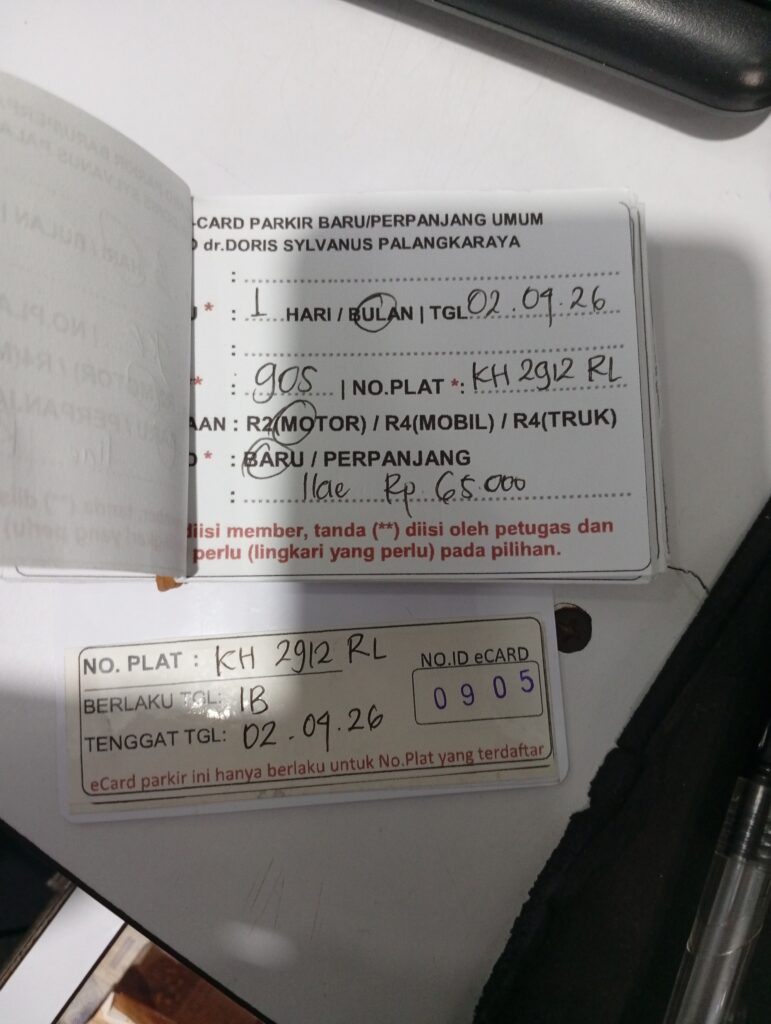 -CARD PARKIR BARU/PERPANJANG UMUM
dr.DORIS SYLVANUS PALANGKARAYA
:
* : 1 HARI / BULAN | TGL 02.09.26
:
* : 905 | NO.PLAT *: KH 2912 RL
AAN : R2(MOTOR) / R4(MOBIL) / R4(TRUK)
* : BARU / PERPANJANG
: Rp. 65.000
diisi member, tanda (**) diisi oleh petugas dan
perlu (lingkari yang perlu) pada pilihan.
NO. PLAT : KH 2912 RL
NO.ID eCARD
0905
BERLAKU TGL: 1B
TENGGAT TGL: 02.09.26
eCard parkir ini hanya berlaku untuk No.Plat yang terdaftar